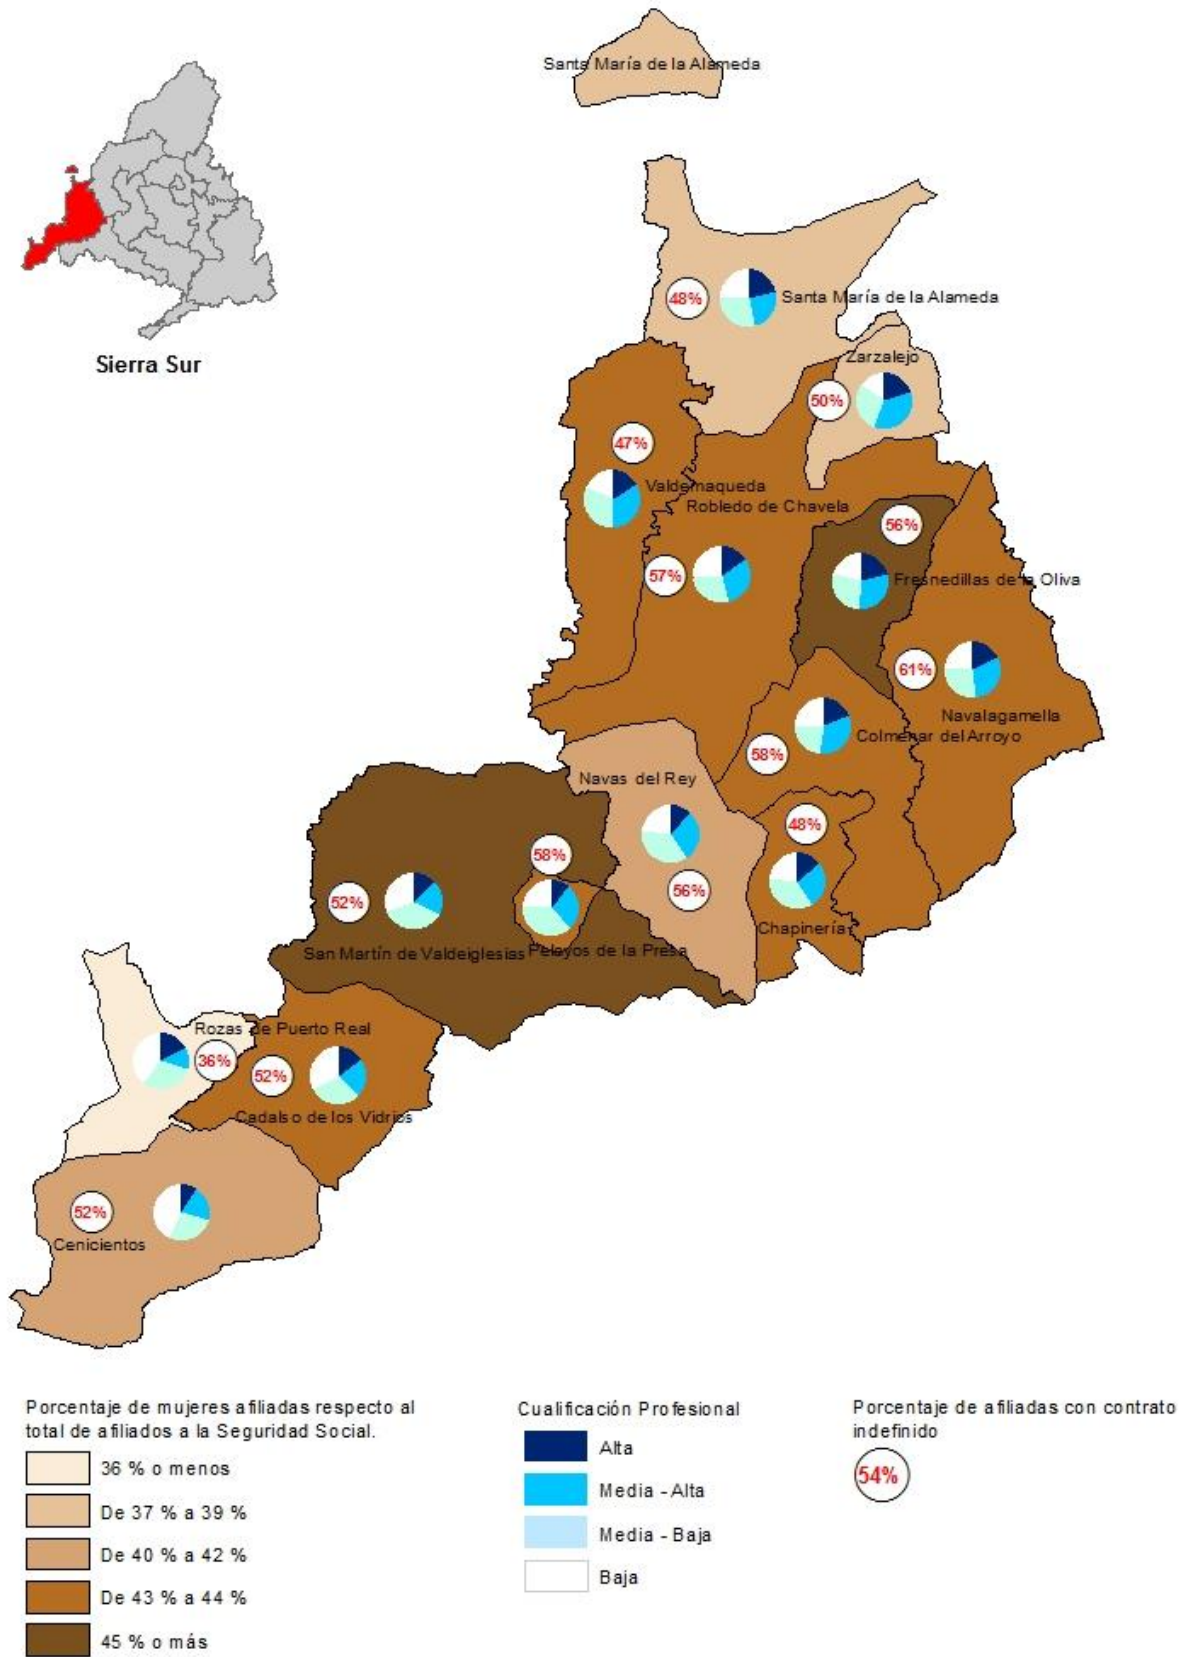 Santa María de la Alameda
Sierra Sur
48%
Santa María de la Alameda
Zarzalejo
50%
47%
Valdemaqueda
Robledo de Chavela
56%
57%
Fresnedillas de la Oliva
61%
Navalagamella
Colmenar del Arroyo
58%
Navas del Rey
48%
58%
56%
52%
Chapinería
San Martín de Valdeiglesias
Pelayos de la Presa
Rozas de Puerto Real
36%
52%
Cadalso de los Vidrios
52%
Cenicientos
Porcentaje de mujeres afiliadas respecto al
total de afiliados a la Seguridad Social.
36 % o menos
De 37 % a 39 %
De 40 % a 42 %
De 43 % a 44 %
45 % o más
Cualificación Profesional
Alta
Media - Alta
Media - Baja
Baja
Porcentaje de afiliadas con contrato
indefinido
54%